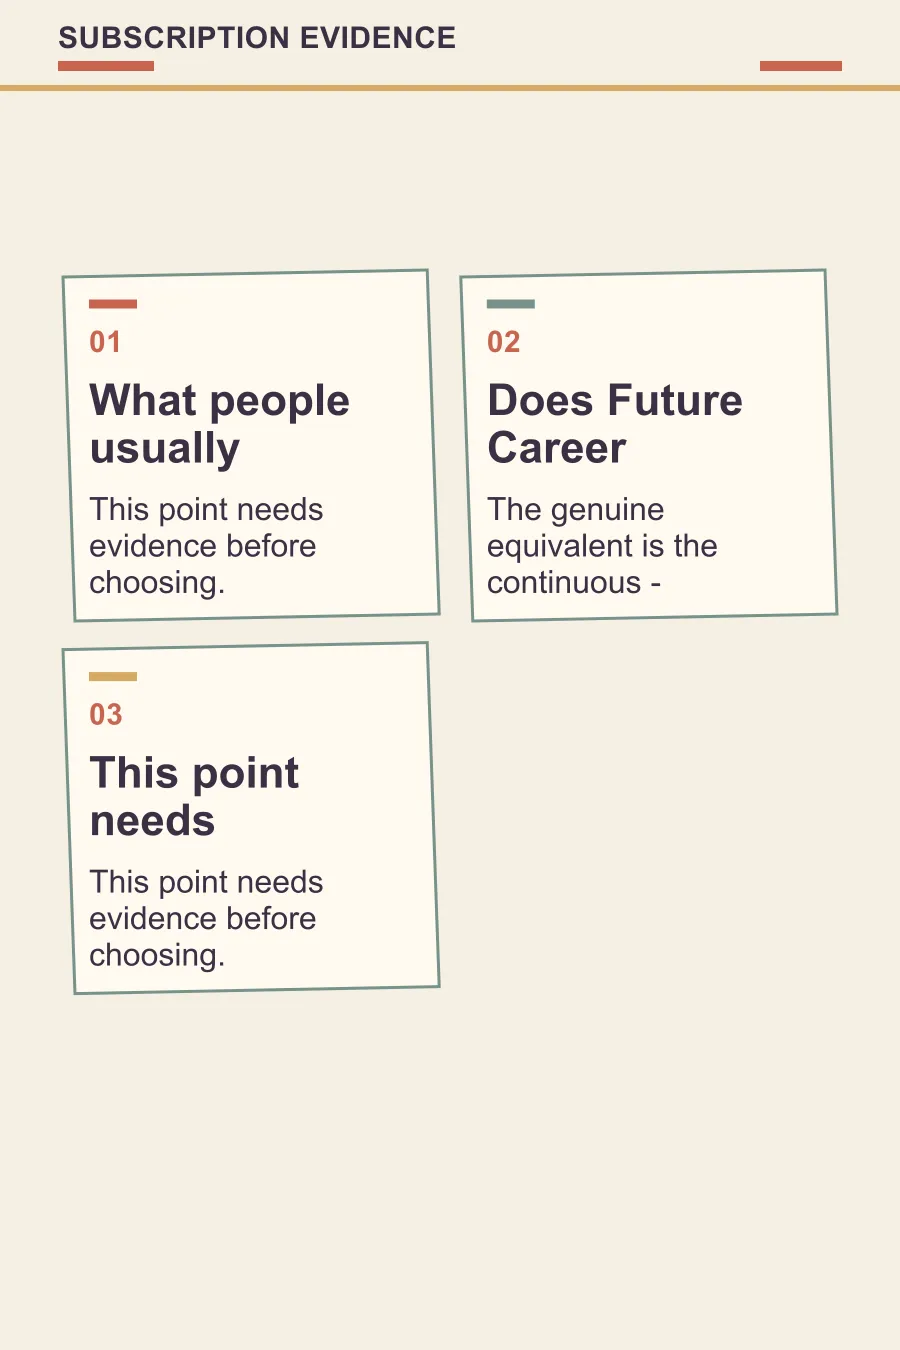 SUBSCRIPTION EVIDENCE
01
What people
usually
This point needs
evidence before
choosing.
02
Does Future
Career
The genuine
equivalent is the
continuous -
03
This point
needs
This point needs
evidence before
choosing.